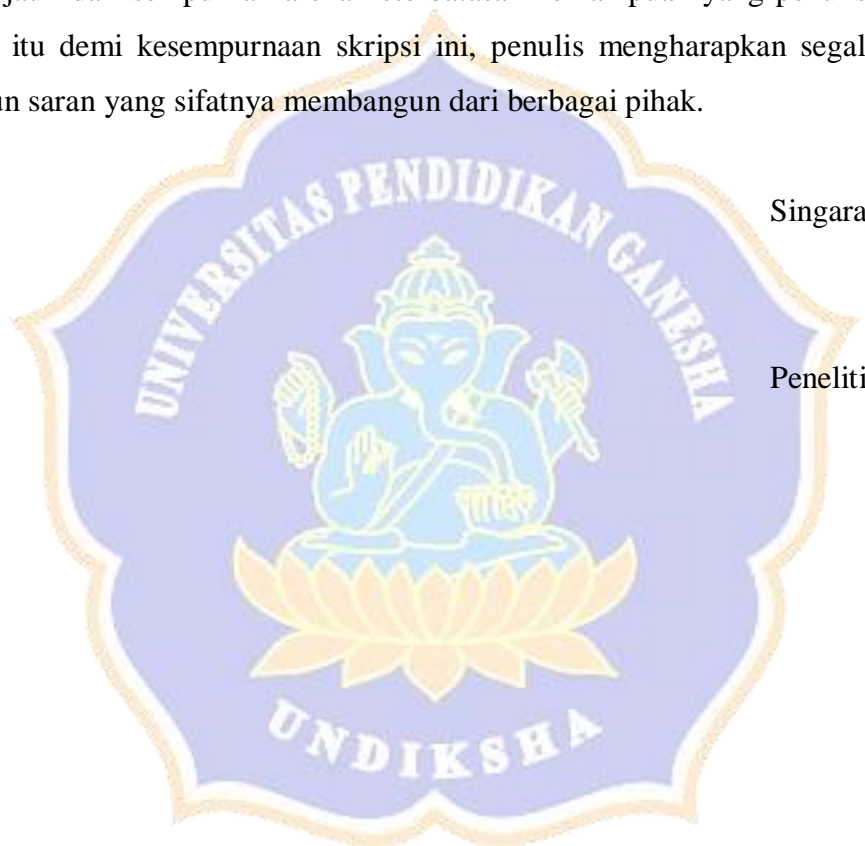 itu demi kesempurnaan skripsi ini, penulis mengharapkan segal
saran yang sifatnya membangun dari berbagai pihak.
UNIVERSITAS PENDIDIKAN GANESHA
Singara
Peneliti
UNDIKSHA